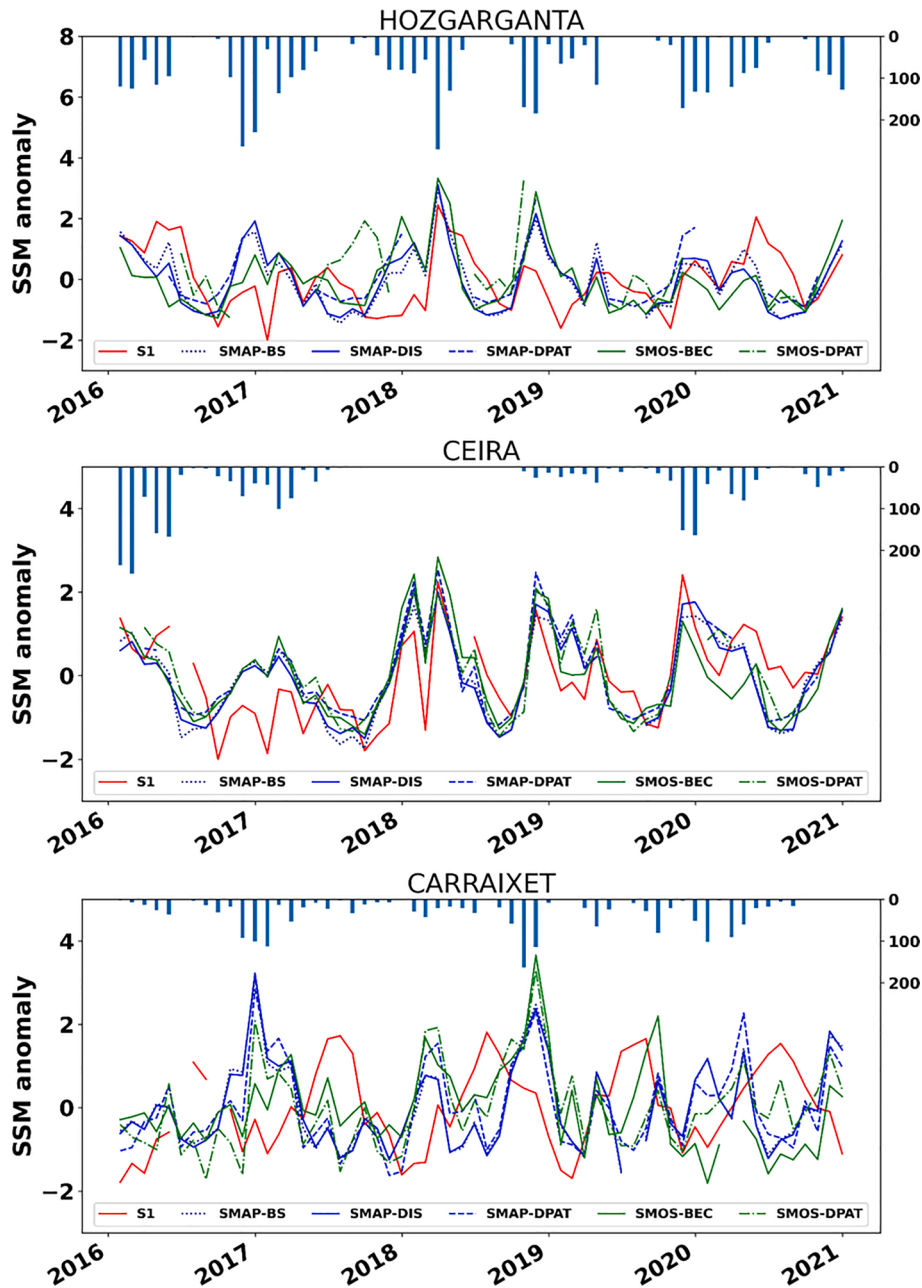 HOZGARGANTA
8
6
4
2
0
−2
SSM anomaly
0
100
200
S1 SMAP-BS SMAP-DIS SMAP-DPAT SMOS-BEC SMOS-DPAT
2016 2017 2018 2019 2020 2021
CEIRA
4
2
0
−2
SSM anomaly
0
100
200
S1 SMAP-BS SMAP-DIS SMAP-DPAT SMOS-BEC SMOS-DPAT
2016 2017 2018 2019 2020 2021
CARRAIXET
4
2
0
−2
SSM anomaly
0
100
200
S1 SMAP-BS SMAP-DIS SMAP-DPAT SMOS-BEC SMOS-DPAT
2016 2017 2018 2019 2020 2021